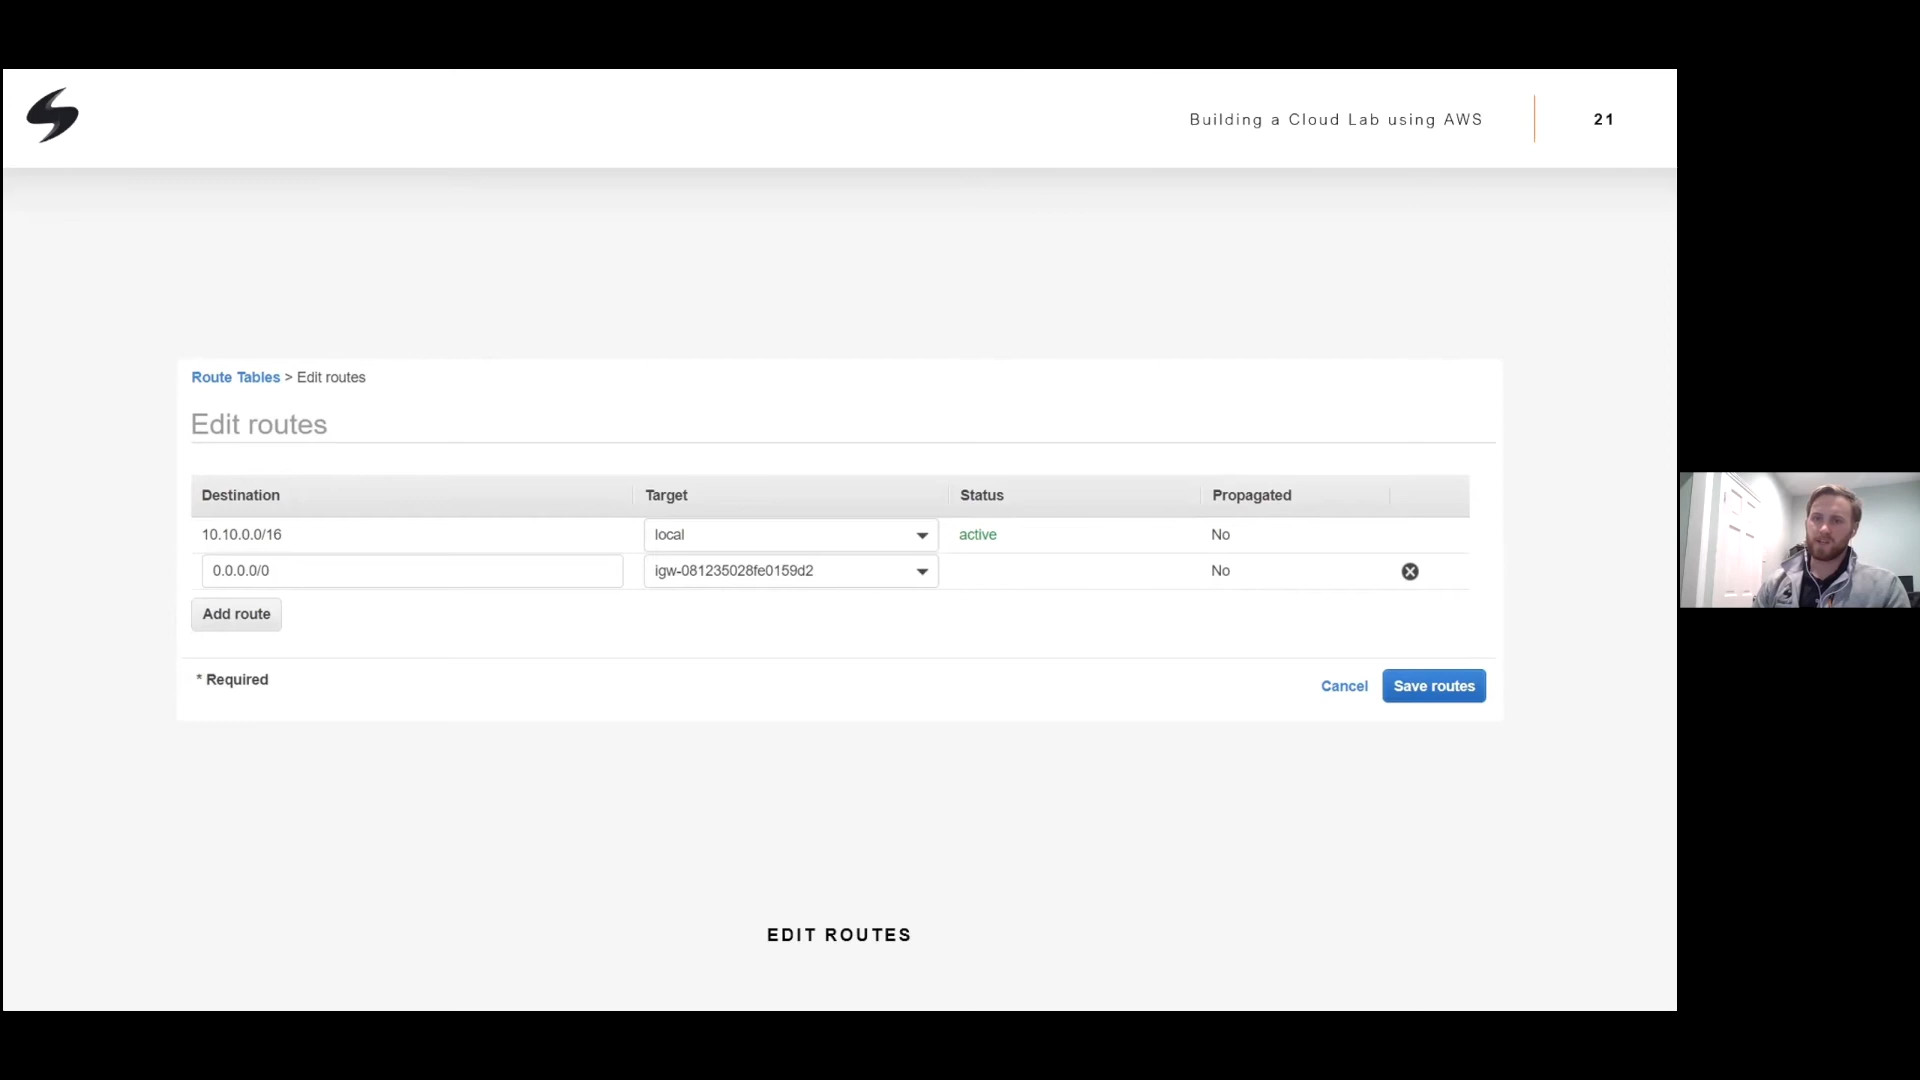 Building a Cloud Lab using AWS 21
Route Tables > Edit routes
Edit routes
Destination Target Status Propagated
10.10.0.0/16 local active No
0.0.0.0/0 igw-081235028fe0159d2 No
Add route
* Required
Cancel Save routes
EDIT ROUTES